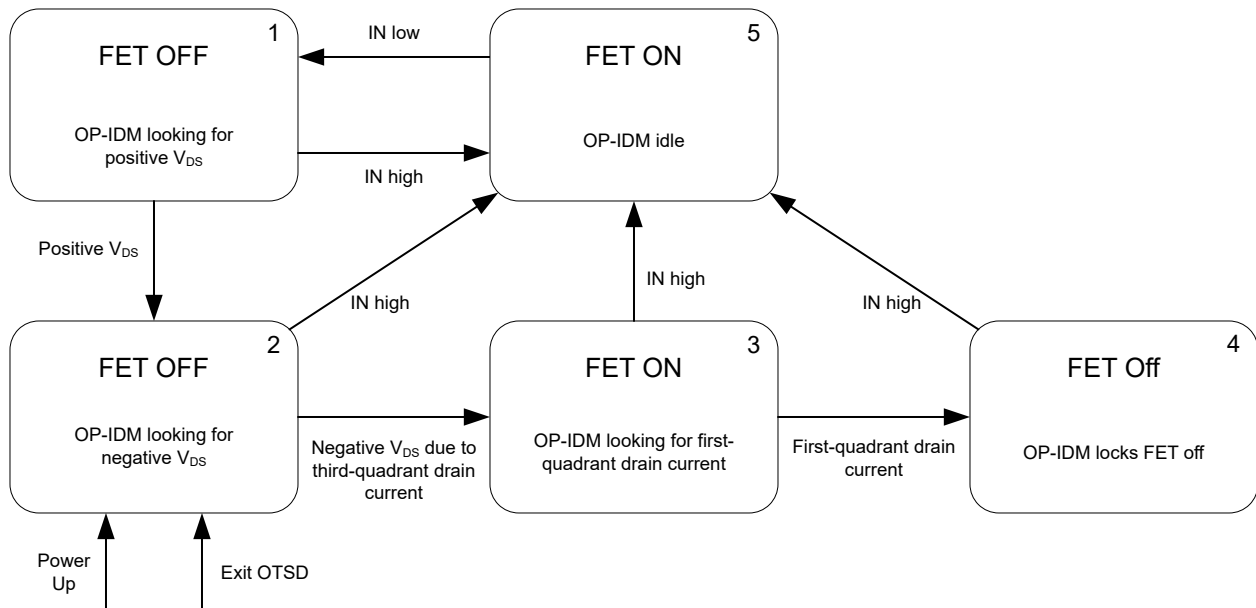 1
FET OFF
OP-IDM looking for
positive VDS
IN low
IN high
5
FET ON
OP-IDM idle
Positive VDS
IN high
IN high
IN high
2
FET OFF
OP-IDM looking for
negative VDS
Negative VDS due to
third-quadrant drain
current
3
FET ON
OP-IDM looking for first-
quadrant drain current
First-quadrant drain
current
4
FET Off
OP-IDM locks FET off
Power
Up
Exit OTSD